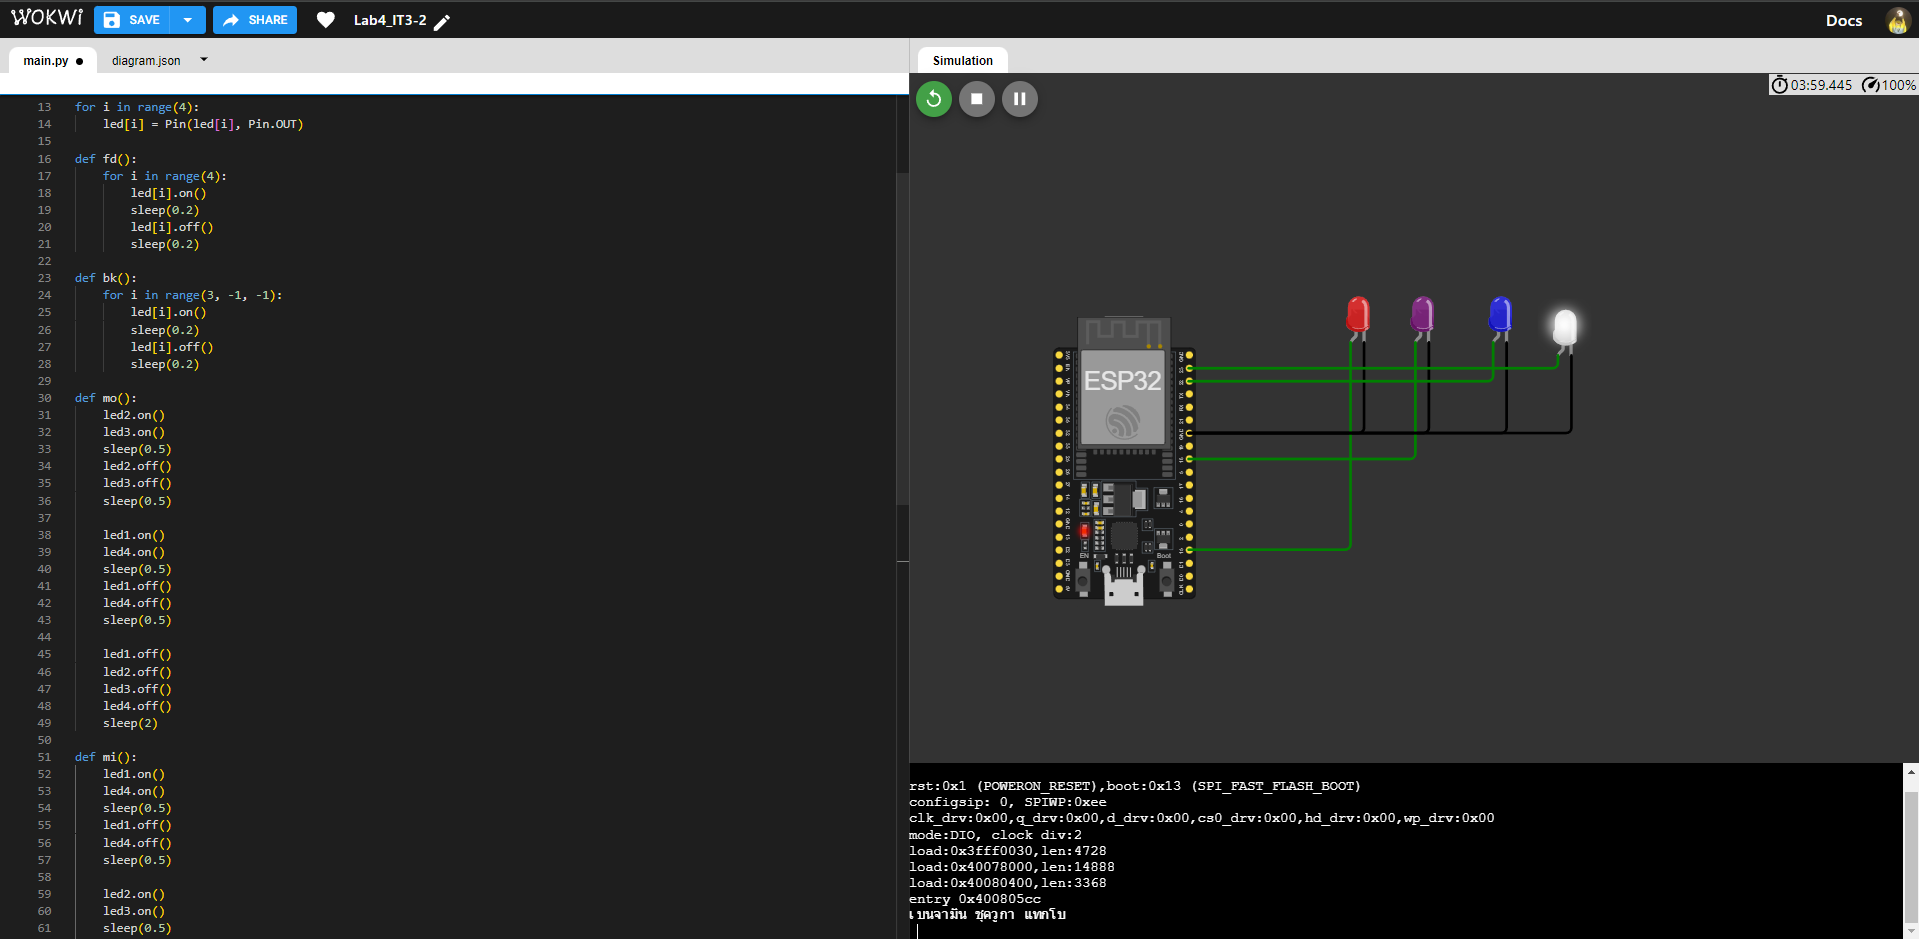 WOKWI
SAVE
SHARE
Lab4_IT3-2
Docs
main.py
diagram.json
Simulation
03:59.445
100%
13 for i in range(4):
14 led[i] = Pin(led[i], Pin.OUT)
15
16 def fd():
17 for i in range(4):
18 led[i].on()
19 sleep(0.2)
20 led[i].off()
21 sleep(0.2)
22
23 def bk():
24 for i in range(3, -1, -1):
25 led[i].on()
26 sleep(0.2)
27 led[i].off()
28 sleep(0.2)
29
30 def mo():
31 led2.on()
32 led3.on()
33 sleep(0.5)
34 led2.off()
35 led3.off()
36 sleep(0.5)
37
38 led1.on()
39 led4.on()
40 sleep(0.5)
41 led1.off()
42 led4.off()
43 sleep(0.5)
44
45 led1.off()
46 led2.off()
47 led3.off()
48 led4.off()
49 sleep(2)
50
51 def mi():
52 led1.on()
53 led4.on()
54 sleep(0.5)
55 led1.off()
56 led4.off()
57 sleep(0.5)
58
59 led2.on()
60 led3.on()
61 sleep(0.5)
ESP32
EN
Boot
rst:0x1 (POWERON_RESET),boot:0x13 (SPI_FAST_FLASH_BOOT)
configsip: 0, SPIWP:0xee
clk_drv:0x00,q_drv:0x00,d_drv:0x00,cs0_drv:0x00,hd_drv:0x00,wp_drv:0x00
mode:DIO, clock div:2
load:0x3fff0030,len:4728
load:0x40078000,len:14888
load:0x40080400,len:3368
entry 0x400805cc
เบนจามิน ชุควูกา แทกโบ